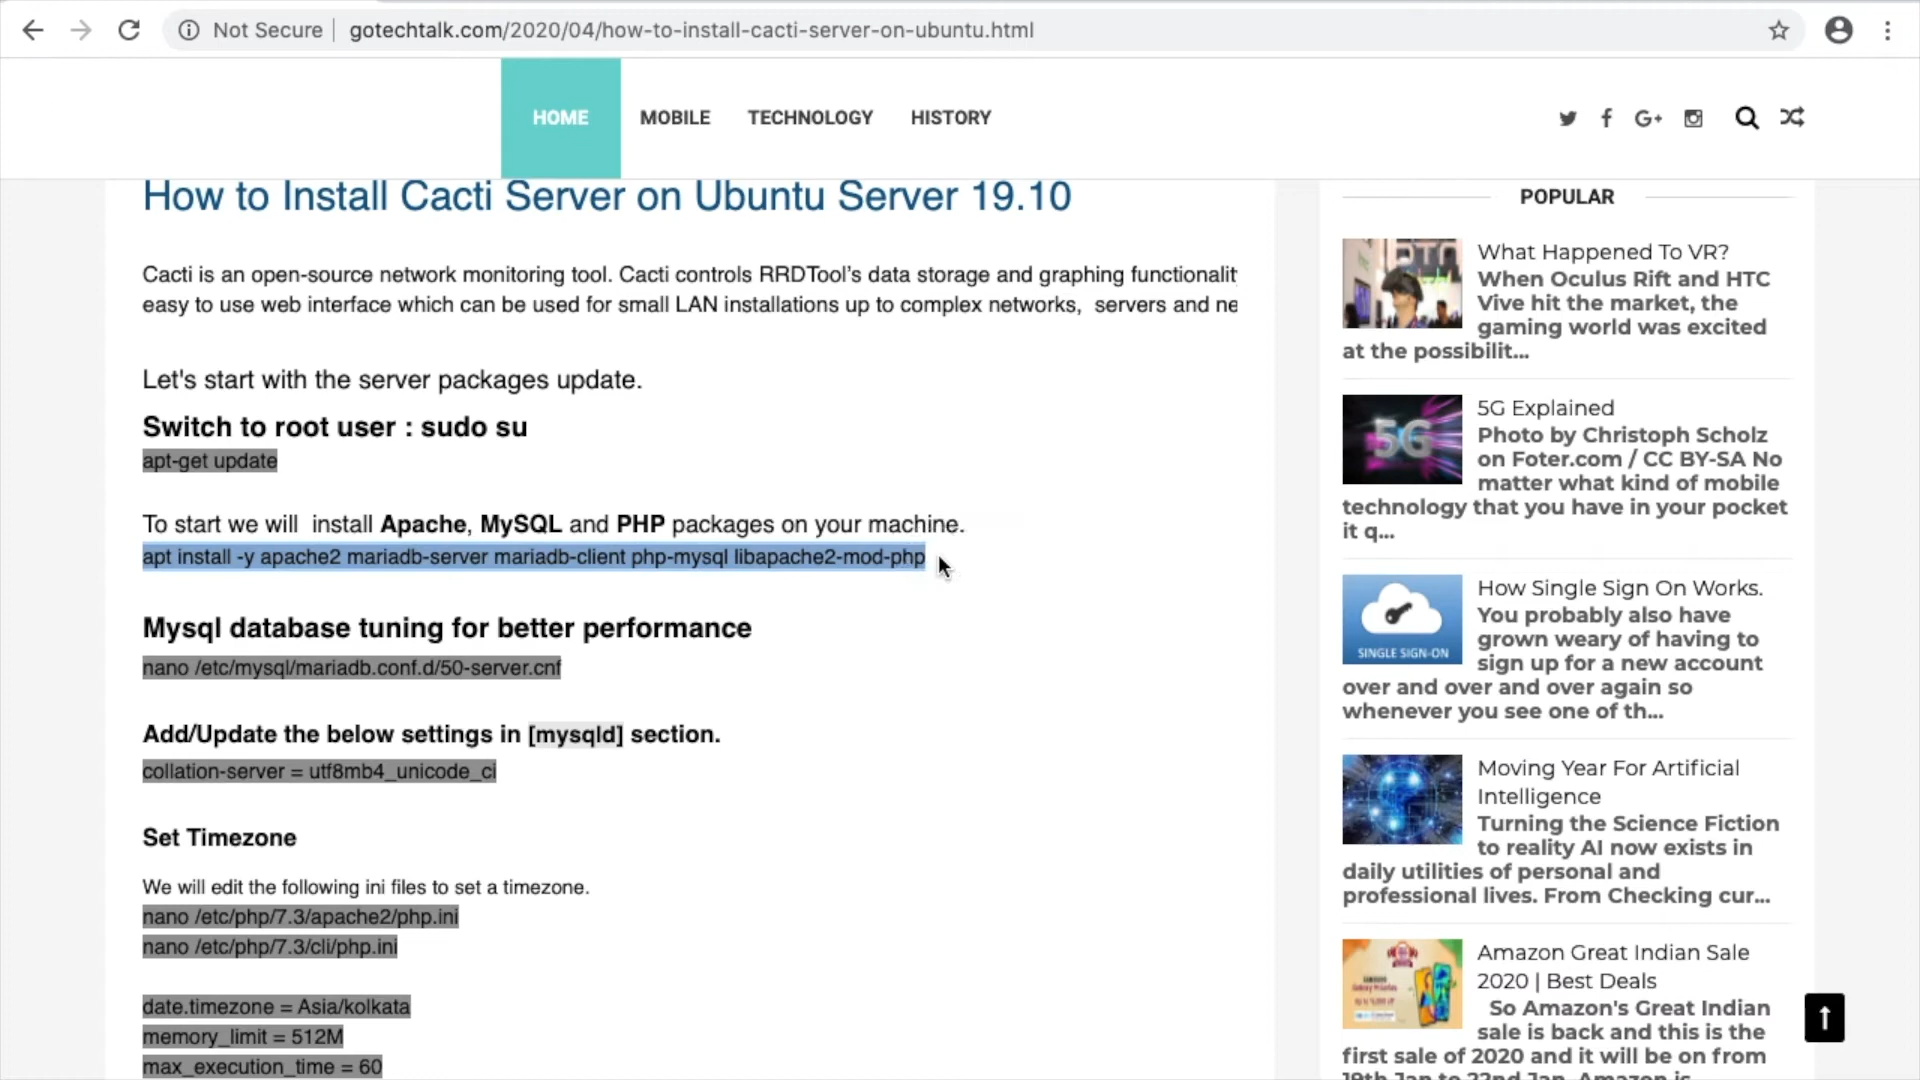 Not Secure | gotechtalk.com/2020/04/how-to-install-cacti-server-on-ubuntu.html
HOME MOBILE TECHNOLOGY HISTORY
How to Install Cacti Server on Ubuntu Server 19.10
Cacti is an open-source network monitoring tool. Cacti controls RRDTool's data storage and graphing functionalit
easy to use web interface which can be used for small LAN installations up to complex networks, servers and ne
Let's start with the server packages update.
Switch to root user : sudo su
apt-get update
To start we will install Apache, MySQL and PHP packages on your machine.
apt install -y apache2 mariadb-server mariadb-client php-mysql libapache2-mod-php
Mysql database tuning for better performance
nano /etc/mysql/mariadb.conf.d/50-server.cnf
Add/Update the below settings in [mysqld] section.
collation-server = utf8mb4_unicode_ci
Set Timezone
We will edit the following ini files to set a timezone.
nano /etc/php/7.3/apache2/php.ini
nano /etc/php/7.3/cli/php.ini
date.timezone = Asia/kolkata
memory_limit = 512M
max_execution_time = 60
POPULAR
What Happened To VR?
When Oculus Rift and HTC
Vive hit the market, the
gaming world was excited
at the possibilit...
5G
5G Explained
Photo by Christoph Scholz
on Foter.com / CC BY-SA No
matter what kind of mobile
technology that you have in your pocket
it q...
SINGLE SIGN-ON
How Single Sign On Works.
You probably also have
grown weary of having to
sign up for a new account
over and over and over again so
whenever you see one of th...
Moving Year For Artificial
Intelligence
Turning the Science Fiction
to reality AI now exists in
daily utilities of personal and
professional lives. From Checking cur...
Amazon Great Indian Sale
2020 | Best Deals
So Amazon's Great Indian
sale is back and this is the
first sale of 2020 and it will be on from
19th Jan to 22nd Jan. Amazon is